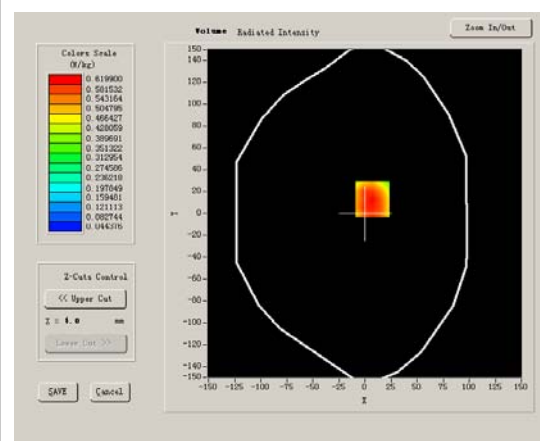 Volume Radiated Intensity
Zoom In/Out
Colors Scale
(W/kg)
0.619900
0.581532
0.543164
0.504795
0.466427
0.428059
0.389691
0.351322
0.312954
0.274586
0.236218
0.197849
0.159481
0.121113
0.082744
0.044376
Z-Cuts Control
<< Upper Cut
Z = 4.0 mm
Lower Cut >>
SAVE
Cancel
150
140
120
100
80
60
40
20
0
-20
-40
-60
-80
-100
-120
-140
-150
Y
-150 -125 -100 -75 -50 -25 0 25 50 75 100 125 150
X